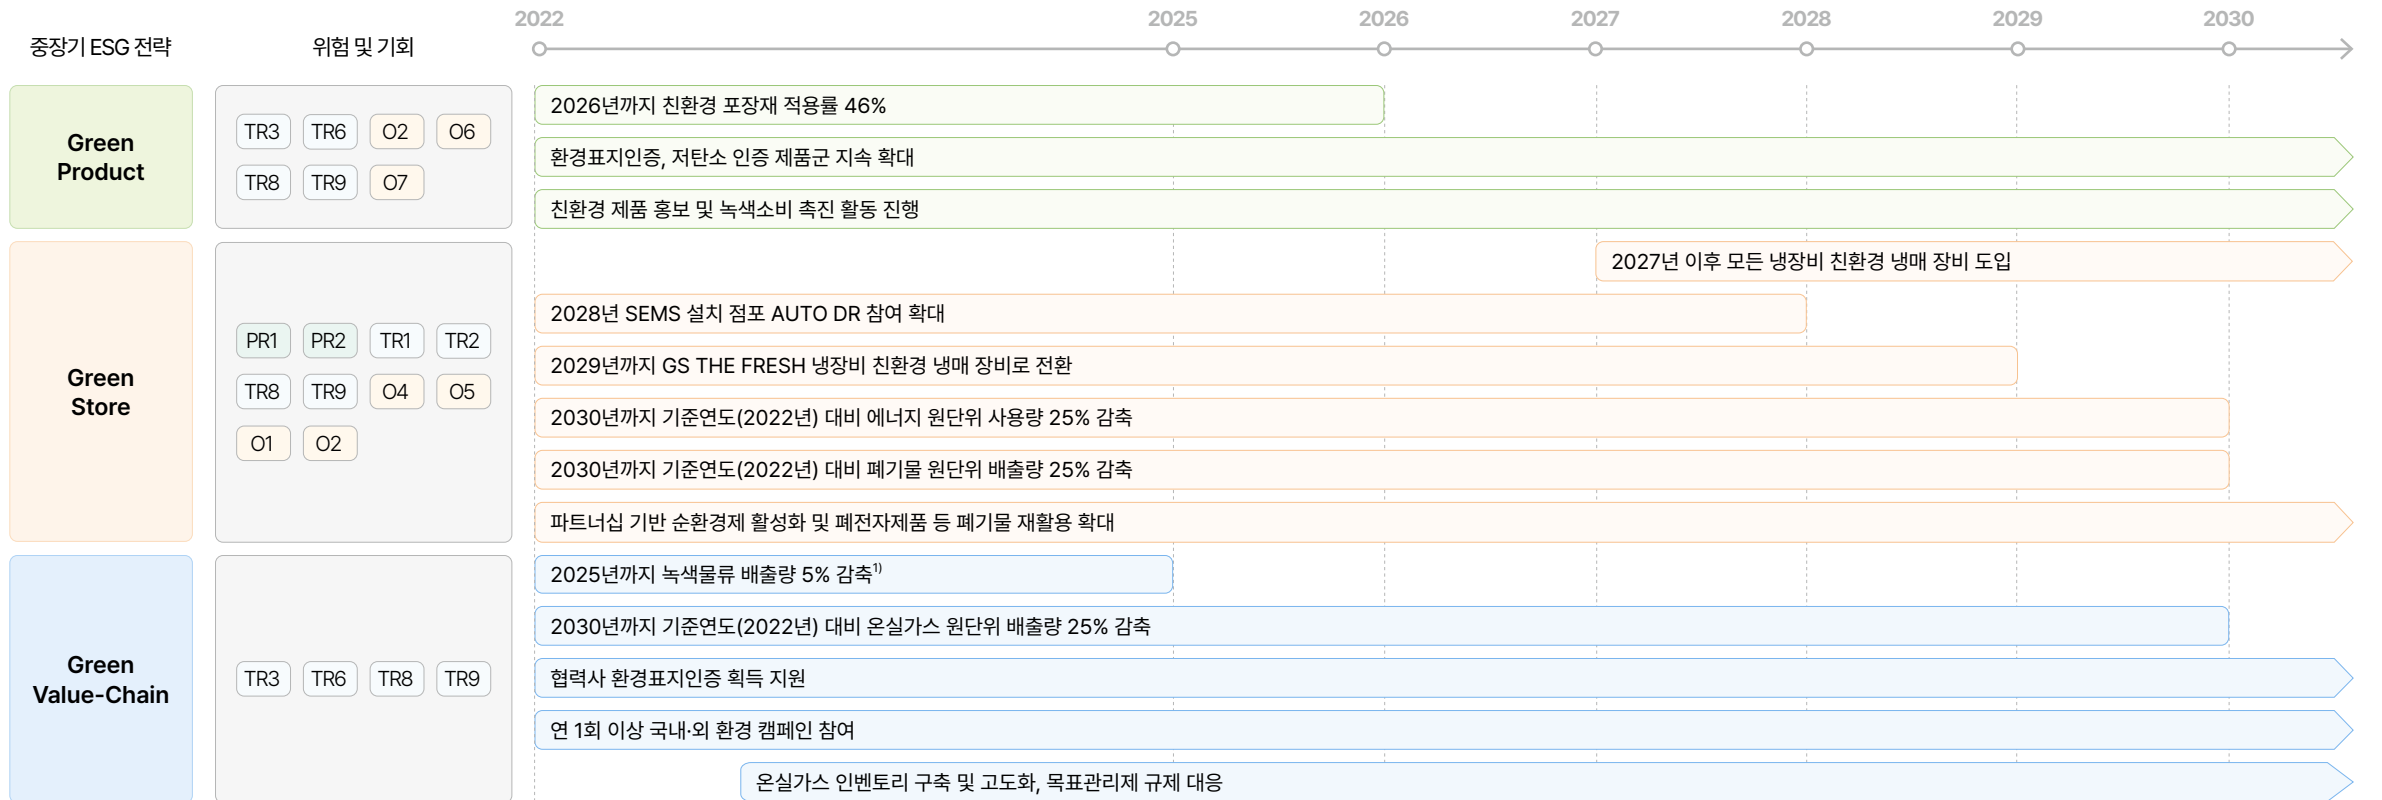 2022 2025 2026 2027 2028 2029 2030
중장기 ESG 전략 위험 및 기회
Green
Product
TR3 TR6 O2 O6
TR8 TR9 O7
2026년까지 친환경 포장재 적용률 46%
환경표지인증, 저탄소 인증 제품군 지속 확대
친환경 제품 홍보 및 녹색소비 촉진 활동 진행
Green
Store
PR1 PR2 TR1 TR2
TR8 TR9 O4 O5
O1 O2
2027년 이후 모든 냉장비 친환경 냉매 장비 도입
2028년 SEMS 설치 점포 AUTO DR 참여 확대
2029년까지 GS THE FRESH 냉장비 친환경 냉매 장비로 전환
2030년까지 기준연도(2022년) 대비 에너지 원단위 사용량 25% 감축
2030년까지 기준연도(2022년) 대비 폐기물 원단위 배출량 25% 감축
파트너십 기반 순환경제 활성화 및 폐전자제품 등 폐기물 재활용 확대
Green
Value-Chain
TR3 TR6 TR8 TR9
2025년까지 녹색물류 배출량 5% 감축1)
2030년까지 기준연도(2022년) 대비 온실가스 원단위 배출량 25% 감축
협력사 환경표지인증 획득 지원
연 1회 이상 국내·외 환경 캠페인 참여
온실가스 인벤토리 구축 및 고도화, 목표관리제 규제 대응